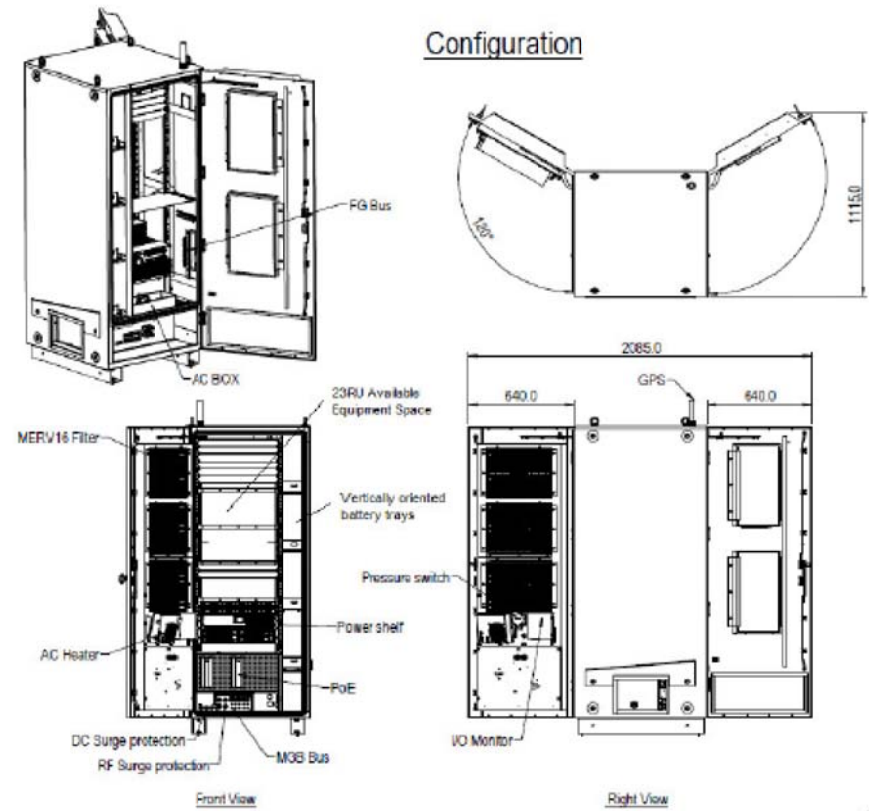 Configuration
FG Bus
120°
1115.0
AC BIOX
2085.0
GPS
640.0
640.0
23RU Available
Equipment Space
MERV16 Filter
Vertically oriented
battery trays
Pressure switch
Power shelf
AC Heater
PoE
DC Surge protection
MGB Bus
RF Surge protection
I/O Monitor
Front View
Right View